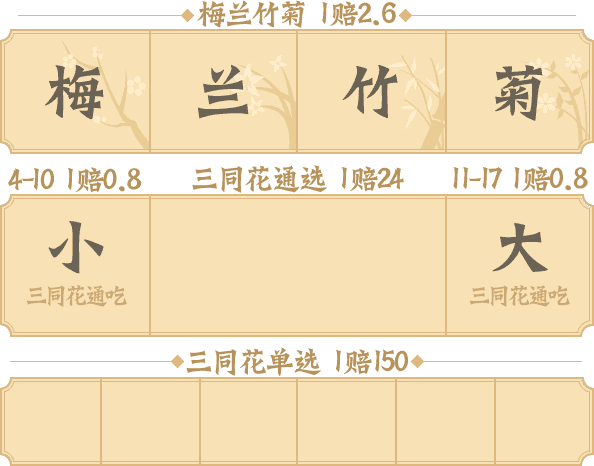 梅兰竹菊 1赔2.6
梅 兰 竹 菊
4-10 1赔0.8 三同花通选 1赔24 11-17 1赔0.8
小 大
三同花通吃 三同花通吃
三同花单选 1赔150